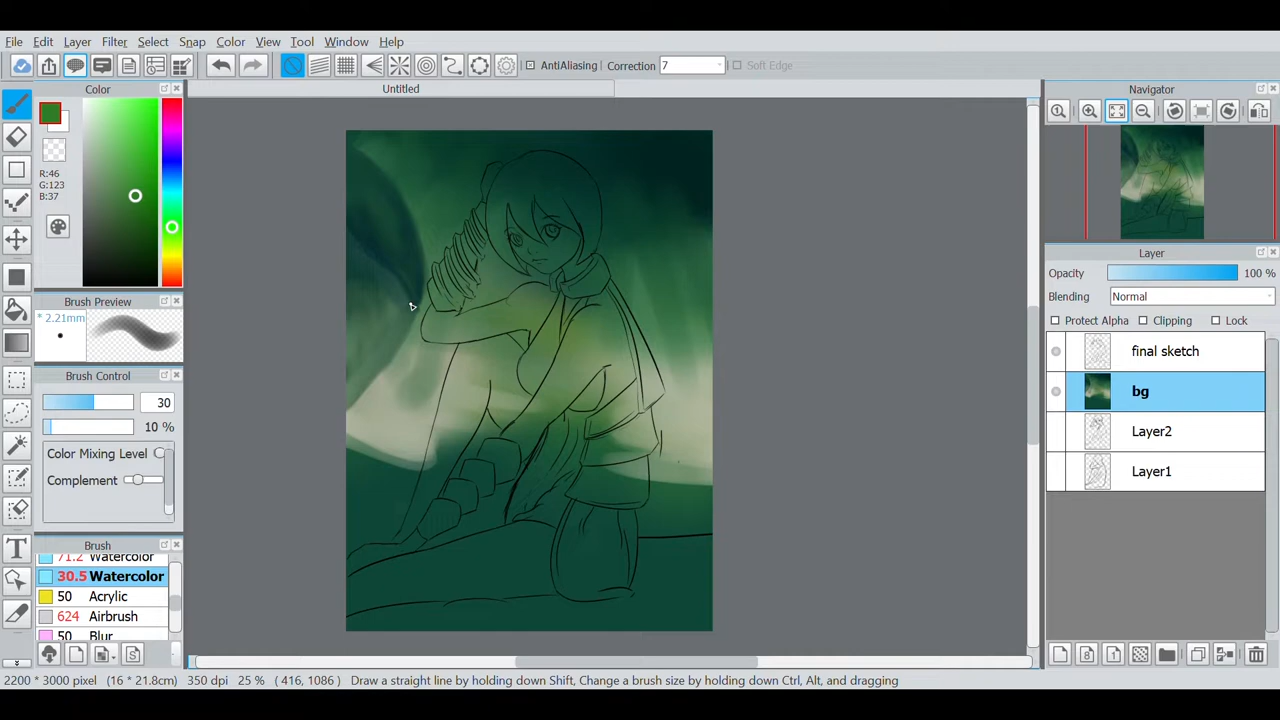 File Edit Layer Filter Select Snap Color View Tool Window Help
AntiAliasing Correction 7 Soft Edge
Color
Untitled
Navigator
R:46
G:123
B:37
Brush Preview
* 2.21mm
Brush Control
30
10 %
Color Mixing Level
Complement
Brush
71.2 Watercolor
30.5 Watercolor
50 Acrylic
624 Airbrush
50 Blur
Layer
Opacity 100 %
Blending Normal
Protect Alpha Clipping Lock
final sketch
bg
Layer2
Layer1
2200 * 3000 pixel (16 * 21.8cm) 350 dpi 25 % ( 416, 1086 ) Draw a straight line by holding down Shift, Change a brush size by holding down Ctrl, Alt, and dragging